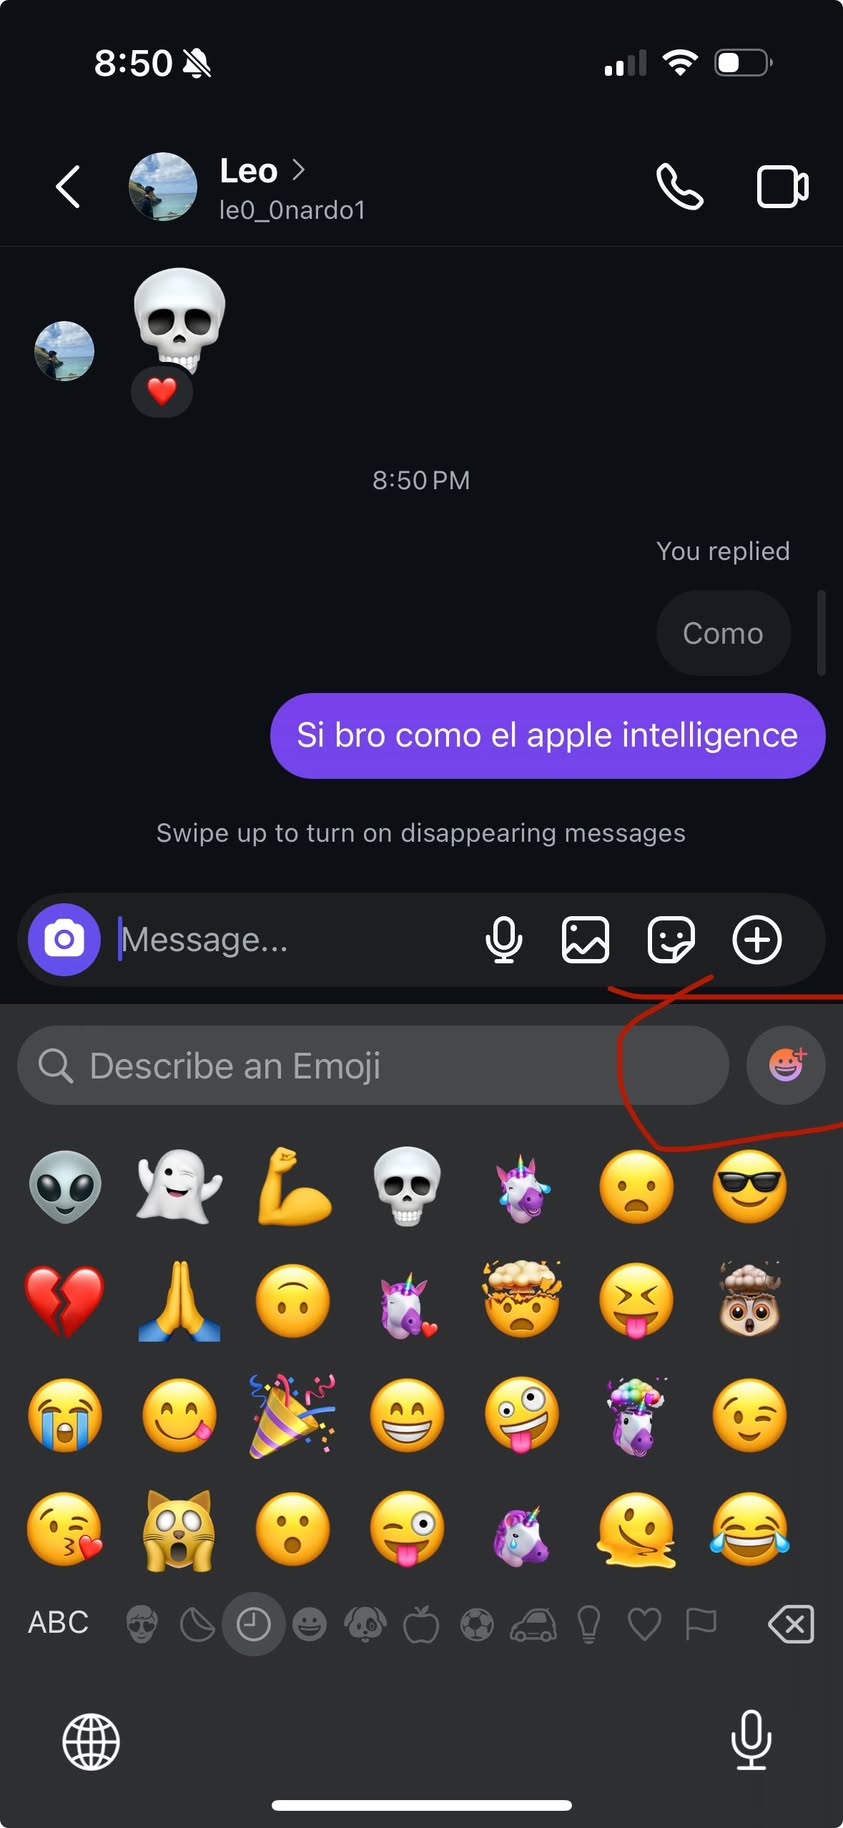 8:50
Leo
le0_0nardo1
8:50 PM
You replied
Como
Si bro como el apple intelligence
Swipe up to turn on disappearing messages
Message...
Describe an Emoji
ABC